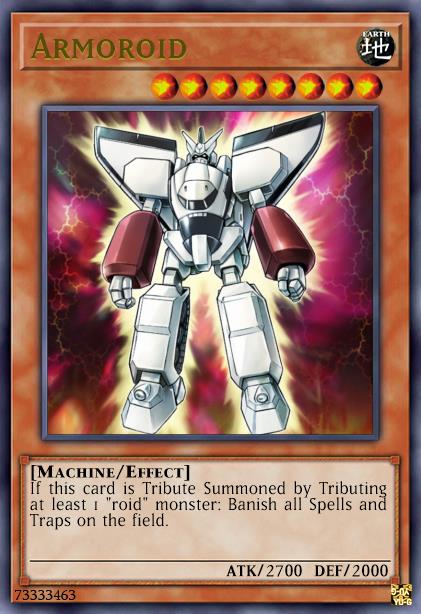 Armoroid
EARTH
地
[Machine/Effect]
If this card is Tribute Summoned by Tributing
at least 1 "roid" monster: Banish all Spells and
Traps on the field.
ATK/2700 DEF/2000
73333463